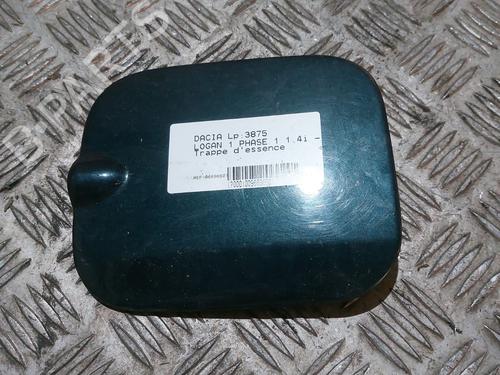 DACIA Lp.3875
LOGAN 1 PHASE 1 1.4i -
Trappe d'essence
B-PARTS